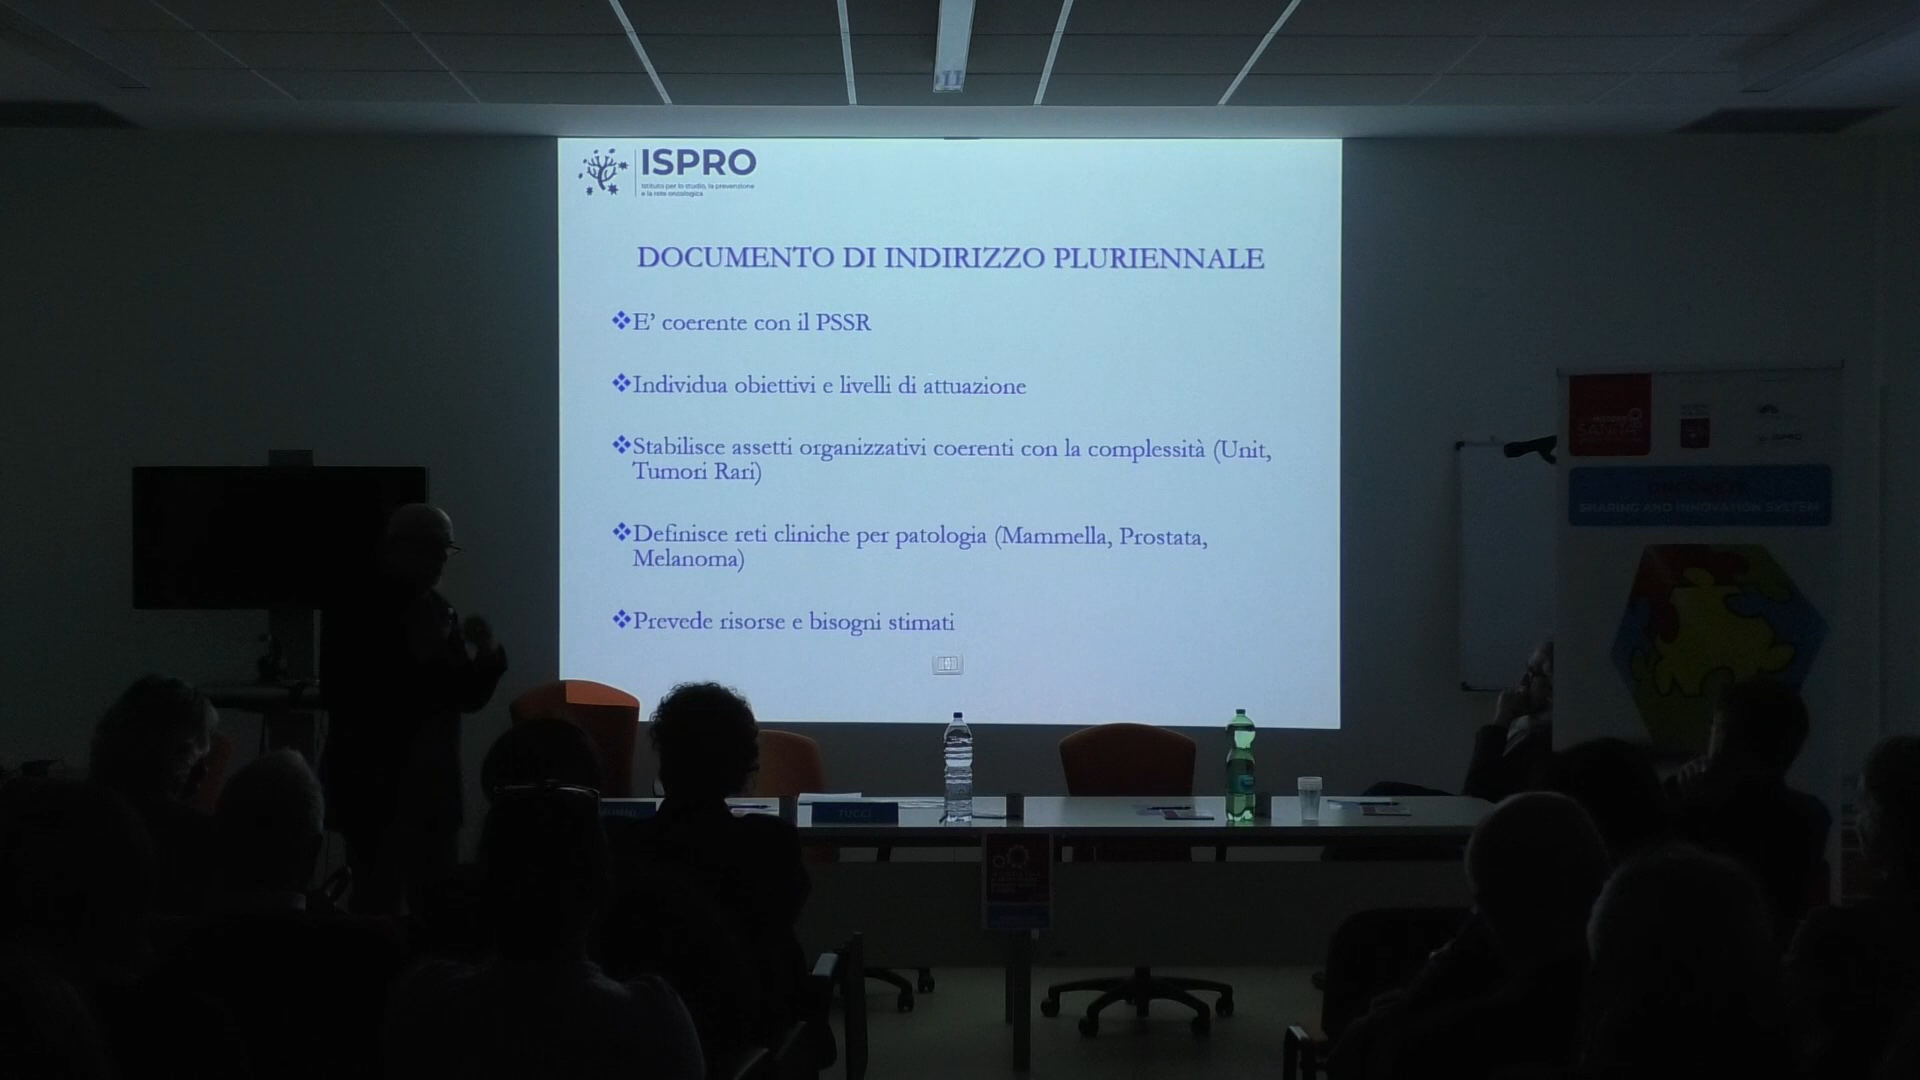 ISPRO
Istituto per lo studio, la prevenzione
e la rete oncologica
DOCUMENTO DI INDIRIZZO PLURIENNALE
❖E’ coerente con il PSSR
❖Individua obiettivi e livelli di attuazione
❖Stabilisce assetti organizzativi coerenti con la complessità (Unit,
Tumori Rari)
❖Definisce reti cliniche per patologia (Mammella, Prostata,
Melanoma)
❖Prevede risorse e bisogni stimati
ISPRO
SHARING AND INNOVATION SYSTEM
TUCCI